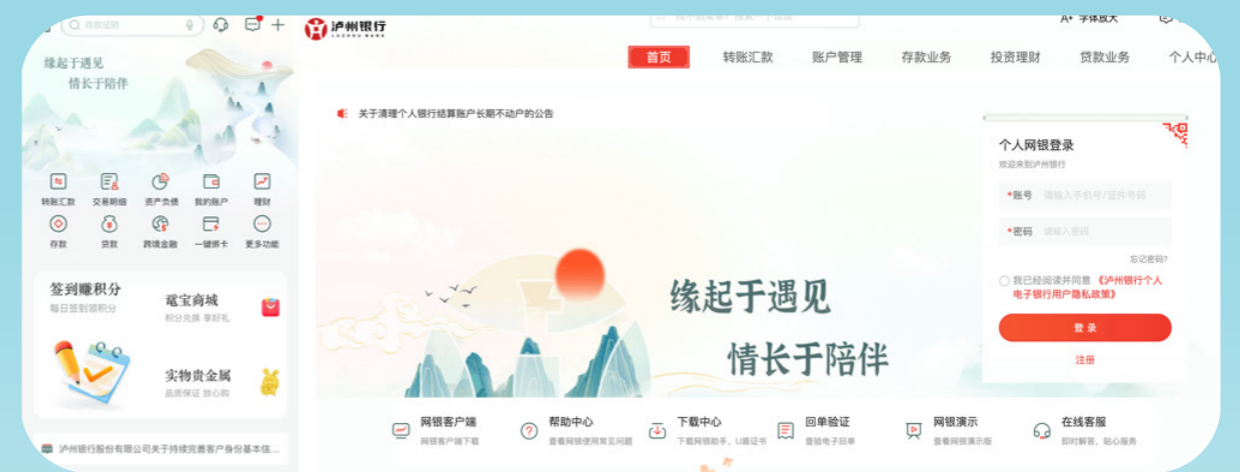 存款证明
缘起于遇见
情长于陪伴
转账汇款
交易明细
资产负债
我的账户
理财
存款
贷款
跨境金融
一键绑卡
更多功能
签到赚积分
每日签到领积分
鼋宝商城
积分兑换 享好礼
实物贵金属
品质保证 放心购
泸州银行股份有限公司关于持续完善客户身份基本信...
泸州银行
LUZHOU BANK
A+ 字体放大
首页
转账汇款
账户管理
存款业务
投资理财
贷款业务
个人中心
关于清理个人银行结算账户长期不动户的公告
缘起于遇见
情长于陪伴
个人网银登录
欢迎来到泸州银行
*账号 请输入手机号/证件号码
*密码 请输入密码
忘记密码?
我已经阅读并同意 《泸州银行个人
电子银行用户隐私政策》
登 录
注册
网银客户端
网银客户端下载
帮助中心
查看网银使用常见问题
下载中心
下载网银助手、U盾证书
回单验证
查验电子回单
网银演示
查看网银演示版
在线客服
即时解答、贴心服务